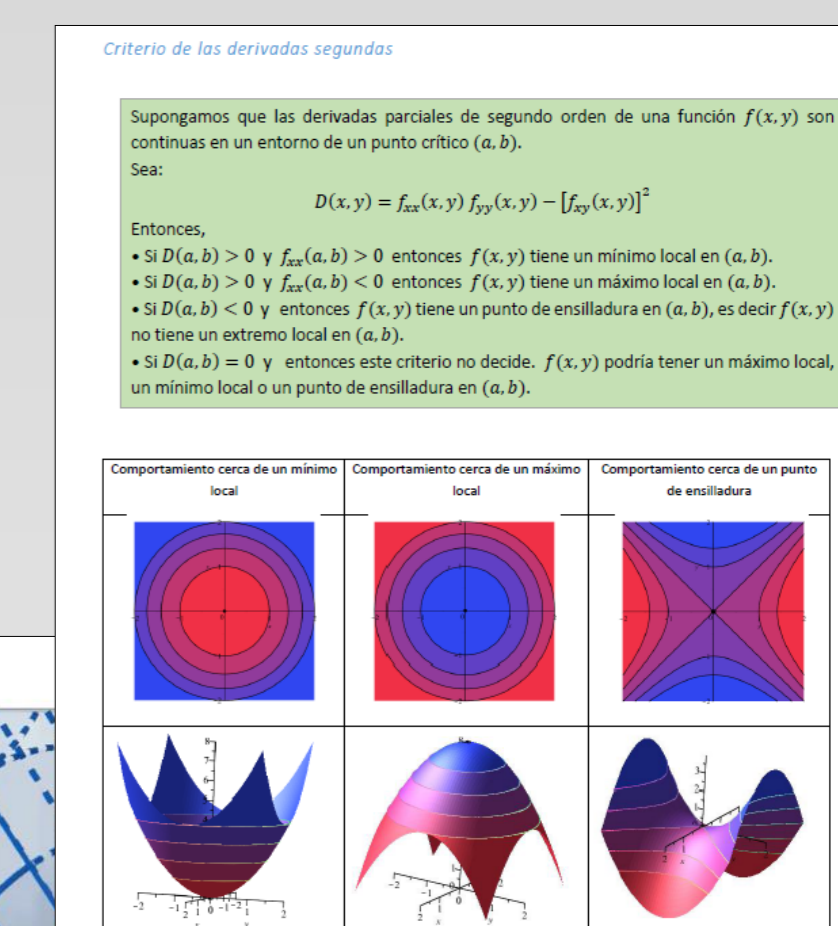 Criterio de las derivadas segundas
Supongamos que las derivadas parciales de segundo orden de una función f(x,y) son
continuas en un entorno de un punto crítico (a,b).
Sea:
D(x,y) = f_xx(x,y) f_yy(x,y) − [f_xy(x,y)]²
Entonces,
• Si D(a,b) > 0 y f_xx(a,b) > 0 entonces f(x,y) tiene un mínimo local en (a,b).
• Si D(a,b) > 0 y f_xx(a,b) < 0 entonces f(x,y) tiene un máximo local en (a,b).
• Si D(a,b) < 0 y entonces f(x,y) tiene un punto de ensilladura en (a,b), es decir f(x,y)
no tiene un extremo local en (a,b).
• Si D(a,b) = 0 y entonces este criterio no decide. f(x,y) podría tener un máximo local,
un mínimo local o un punto de ensilladura en (a,b).
Comportamiento cerca de un mínimo
local
Comportamiento cerca de un máximo
local
Comportamiento cerca de un punto
de ensilladura